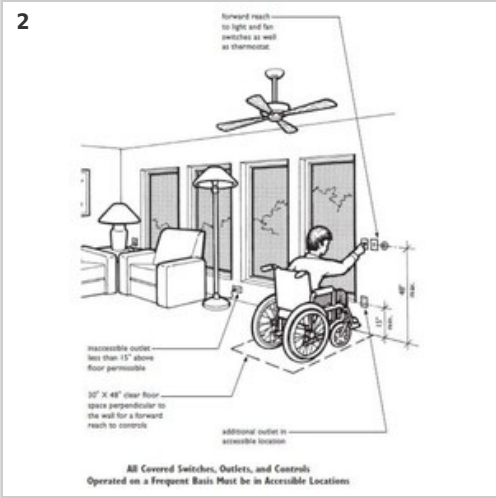 2
forward reach
to light and fan
switches as well
as thermostat
48"
max.
15"
min.
inaccessible outlet
less than 15" above
floor permissible
30" X 48" clear floor
space perpendicular to
the wall for a forward
reach to controls
additional outlet in
accessible location
All Covered Switches, Outlets, and Controls
Operated on a Frequent Basis Must be in Accessible Locations